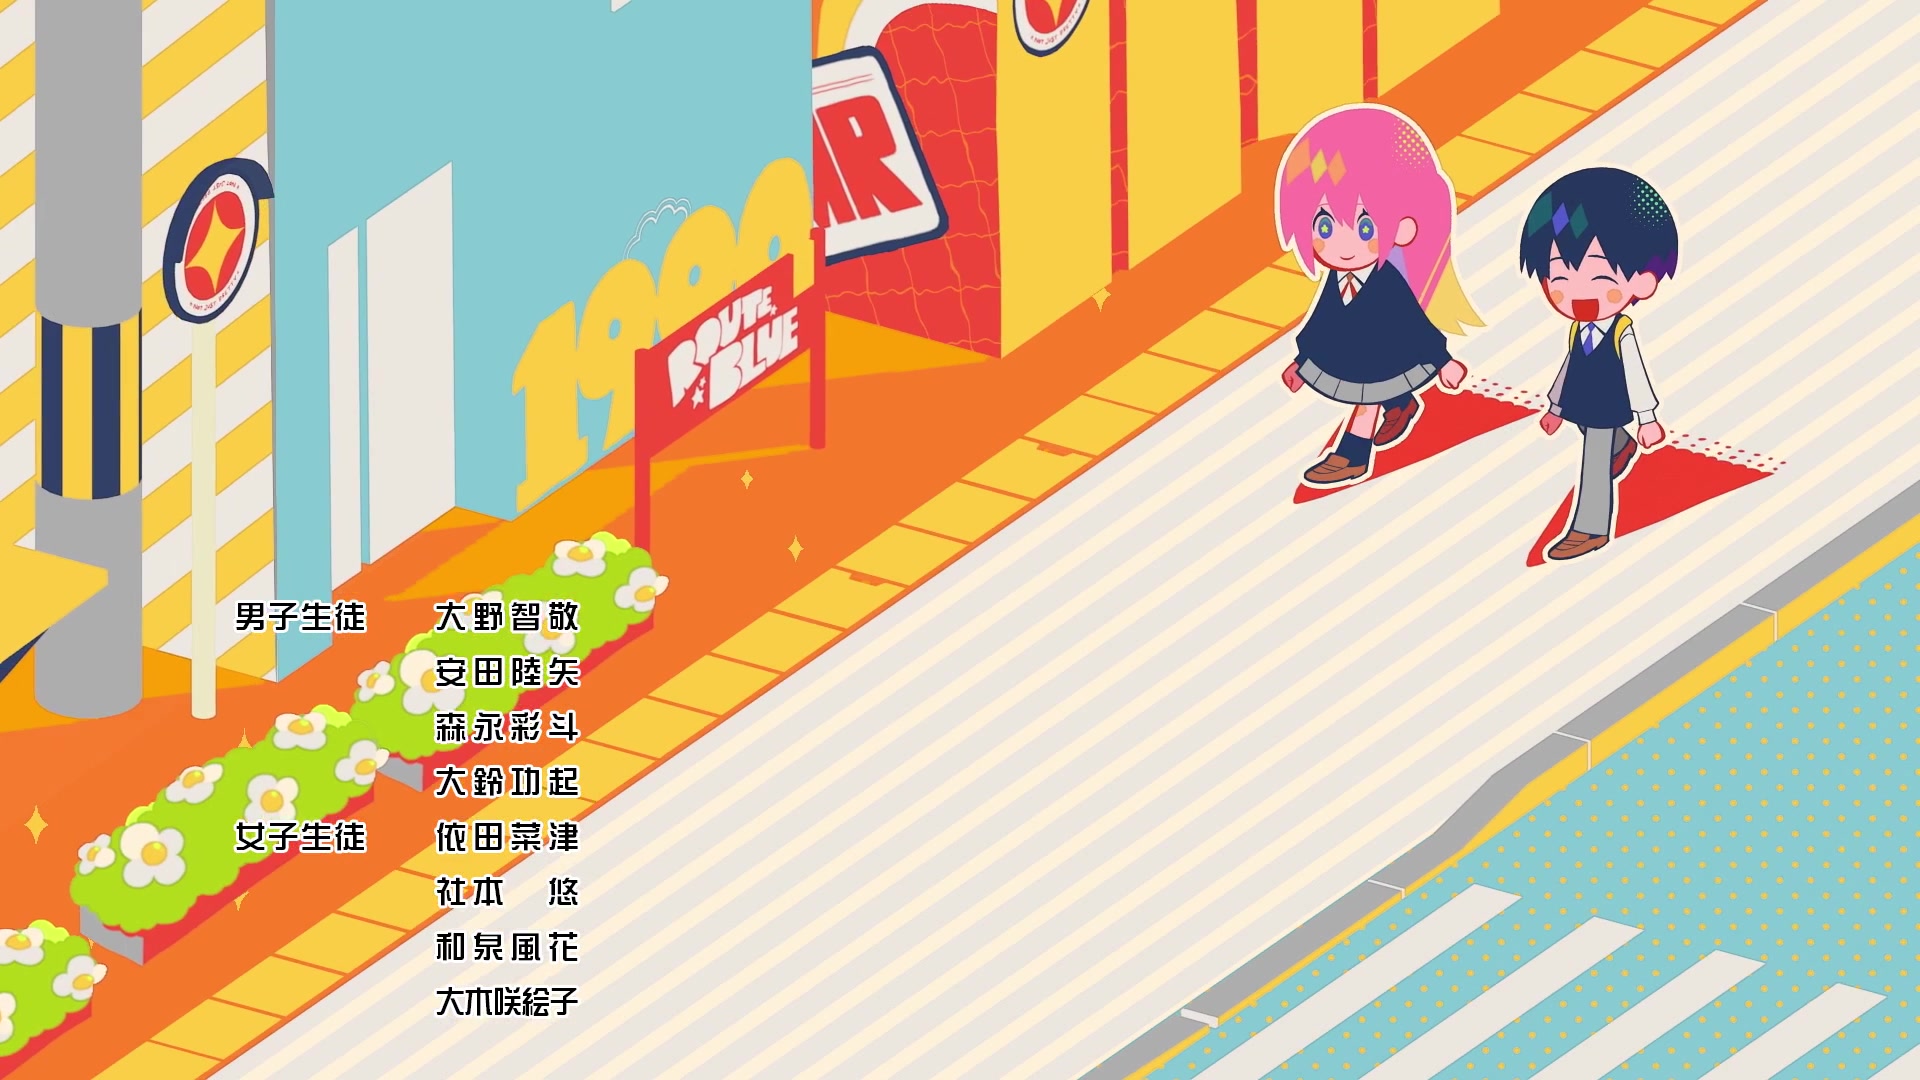 1989
ROUTE
BLUE
男子生徒 大野智敬
安田陸矢
森永彩斗
大鈴功起
女子生徒 依田菜津
社本 悠
和泉風花
大木咲絵子